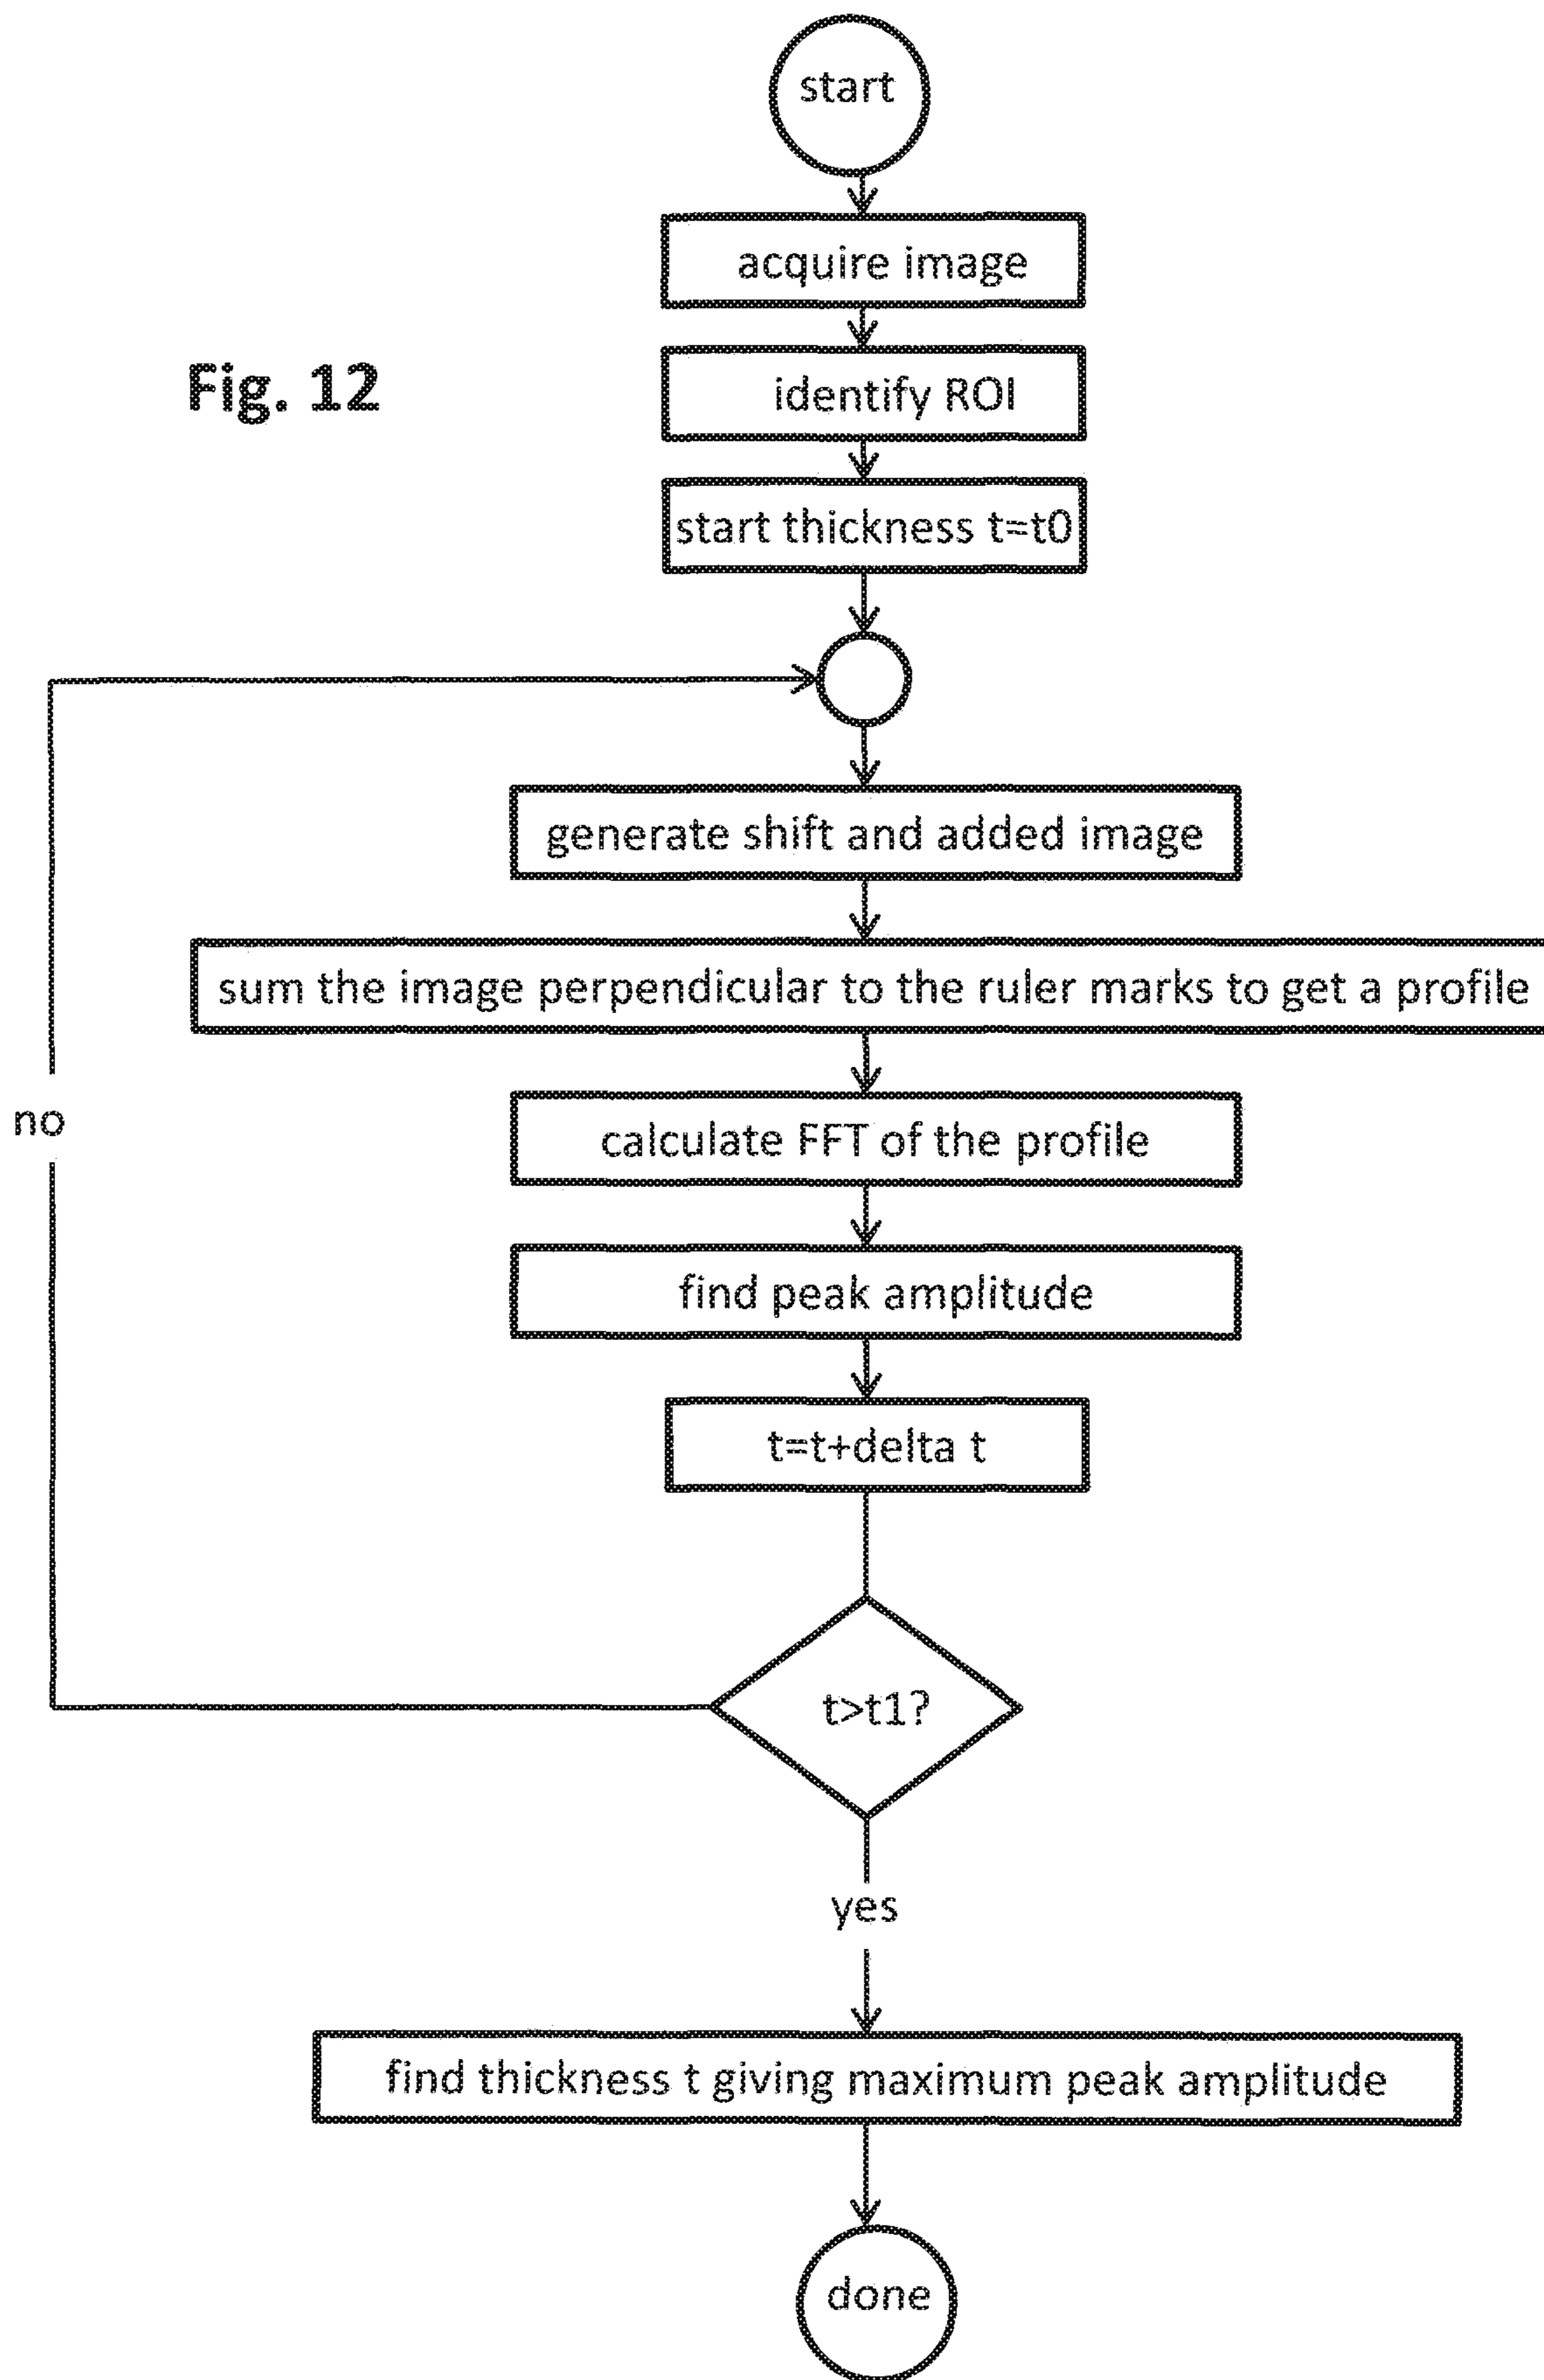 start
acquire image
Fig. 12
identify ROI
start thickness t=t0
generate shift and added image
sum the image perpendicular to the ruler marks to get a profile
no
calculate FFT of the profile
find peak amplitude
t=t+delta t
t>t1?
yes
find thickness t giving maximum peak amplitude
done